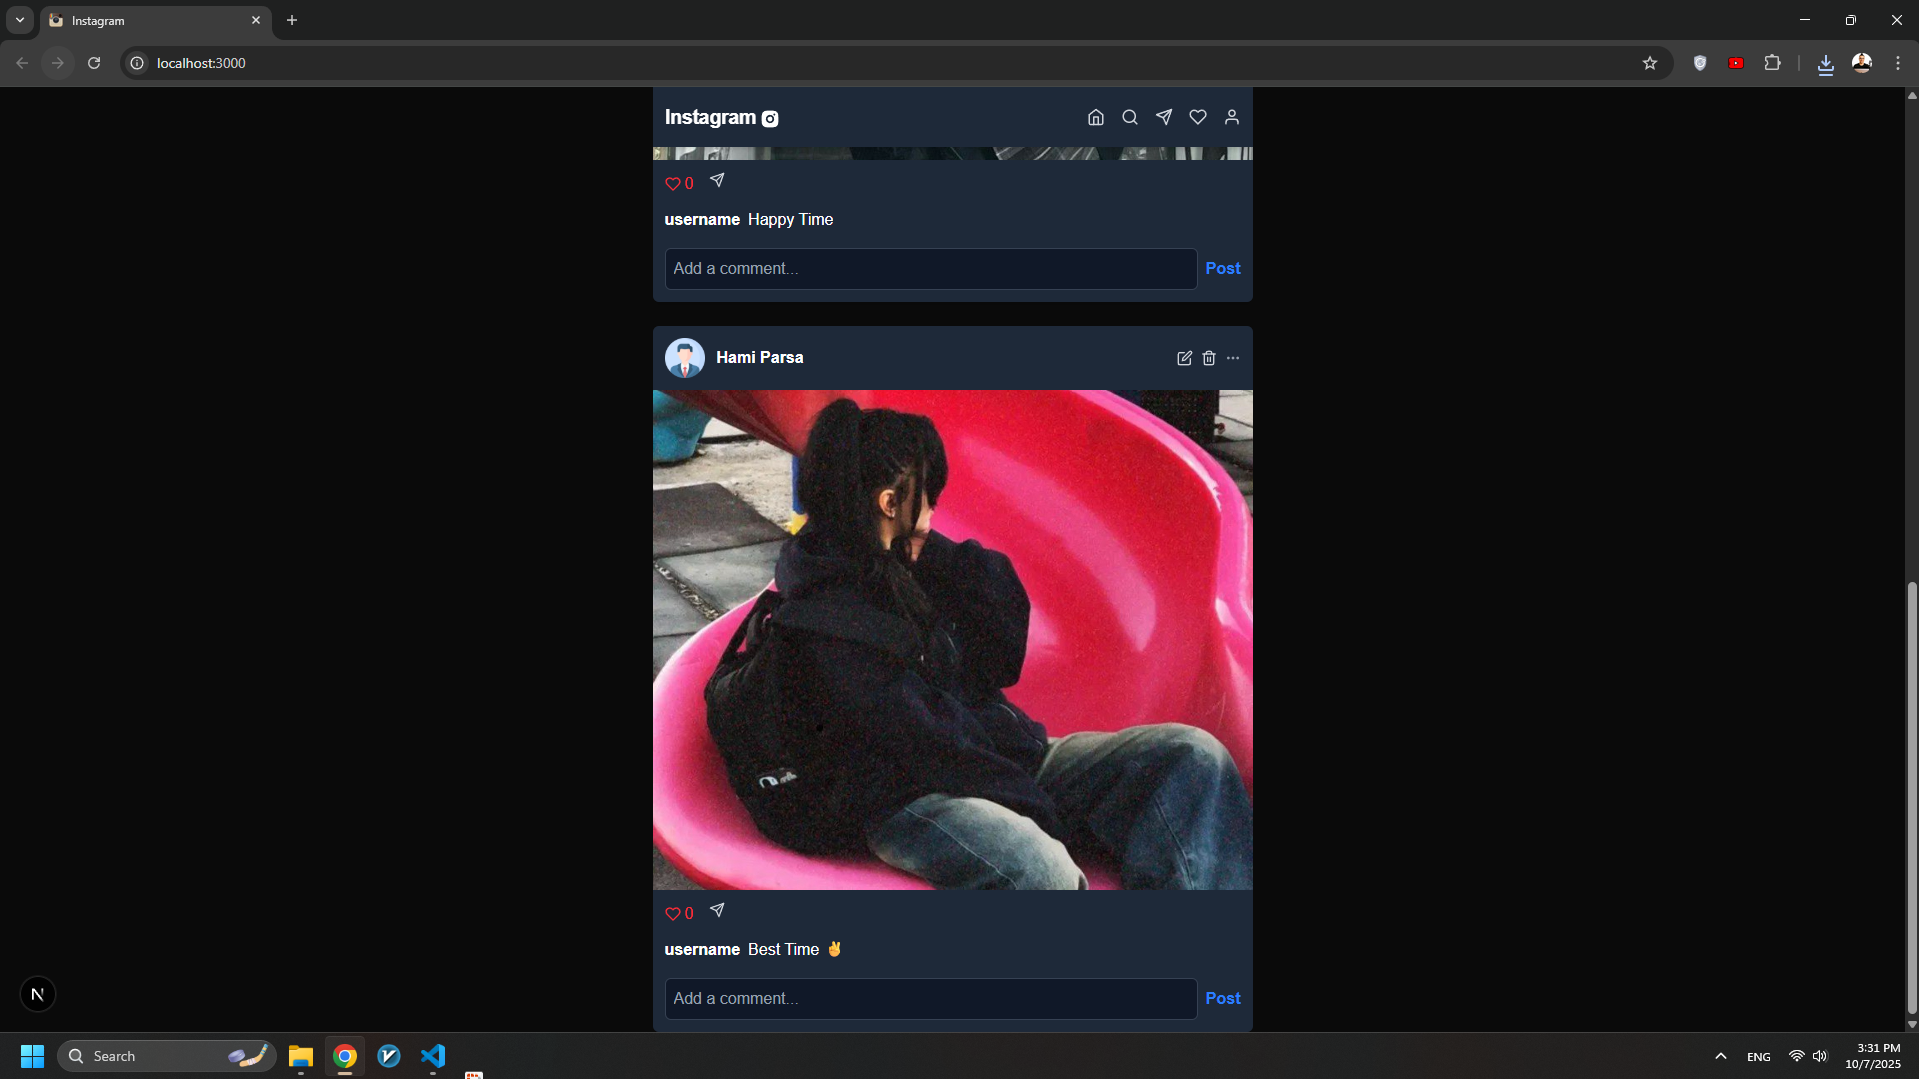 Instagram
localhost:3000
Instagram
0
username Happy Time
Add a comment...
Post
Hami Parsa
0
username Best Time ✌️
Add a comment...
Post
N
Search
ENG
3:31 PM
10/7/2025